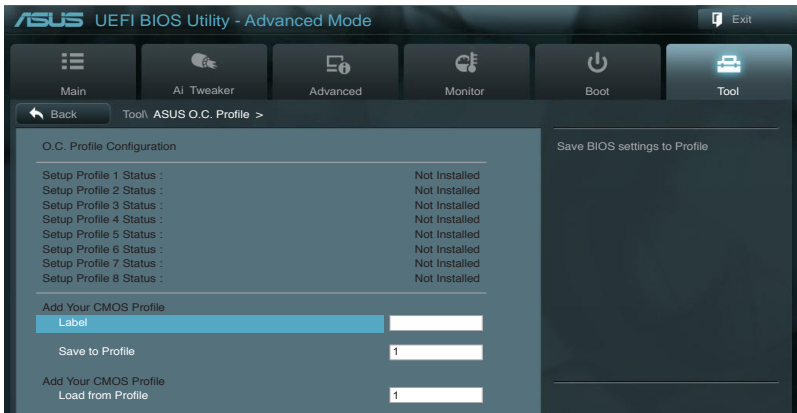 ASUS UEFI BIOS Utility - Advanced Mode
Exit
Main
Ai Tweaker
Advanced
Monitor
Boot
Tool
Back
Tool\ ASUS O.C. Profile >
O.C. Profile Configuration
Save BIOS settings to Profile
Setup Profile 1 Status : Not Installed
Setup Profile 2 Status : Not Installed
Setup Profile 3 Status : Not Installed
Setup Profile 4 Status : Not Installed
Setup Profile 5 Status : Not Installed
Setup Profile 6 Status : Not Installed
Setup Profile 7 Status : Not Installed
Setup Profile 8 Status : Not Installed
Add Your CMOS Profile
Label
Save to Profile 1
Add Your CMOS Profile
Load from Profile 1